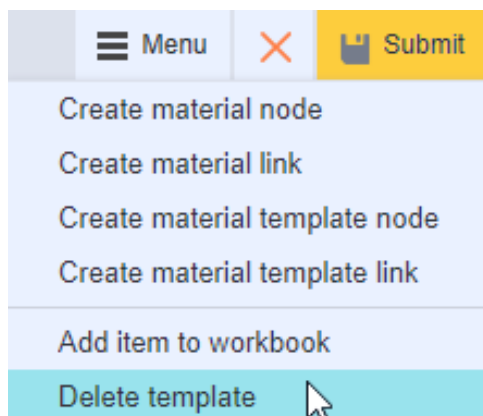 Menu Submit
Create material node
Create material link
Create material template node
Create material template link
Add item to workbook
Delete template